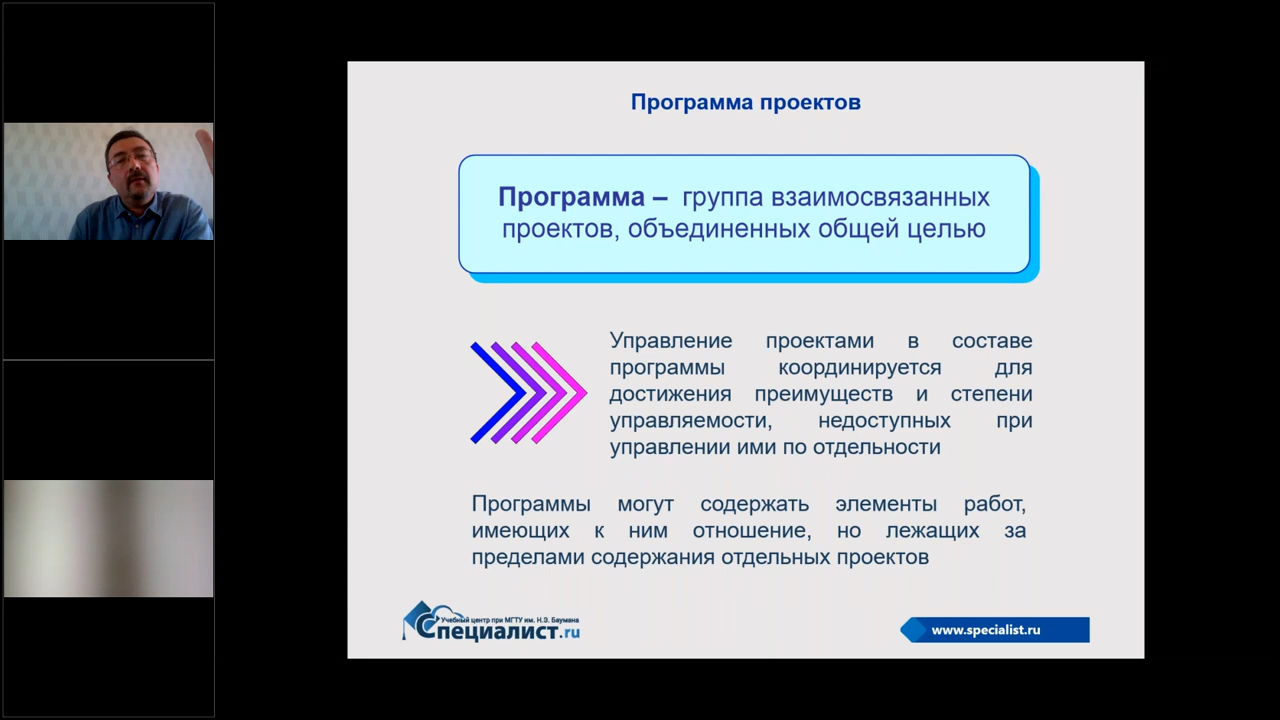 Программа проектов
Программа – группа взаимосвязанных
проектов, объединенных общей целью
Управление проектами в составе
программы координируется для
достижения преимуществ и степени
управляемости, недоступных при
управлении ими по отдельности
Программы могут содержать элементы работ,
имеющих к ним отношение, но лежащих за
пределами содержания отдельных проектов
Учебный центр при МГТУ им. Н.Э. Баумана
Специалист.ru
www.specialist.ru